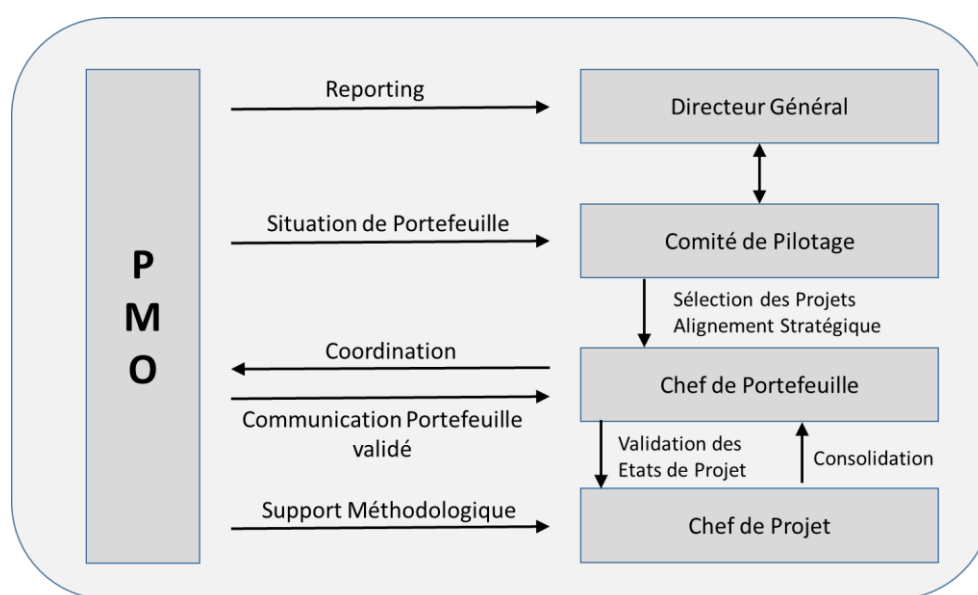 Reporting
Directeur Général
Situation de Portefeuille
Comité de Pilotage
P
M
O
Sélection des Projets
Alignement Stratégique
Coordination
Chef de Portefeuille
Communication Portefeuille
validé
Validation des
Etats de Projet
Consolidation
Support Méthodologique
Chef de Projet